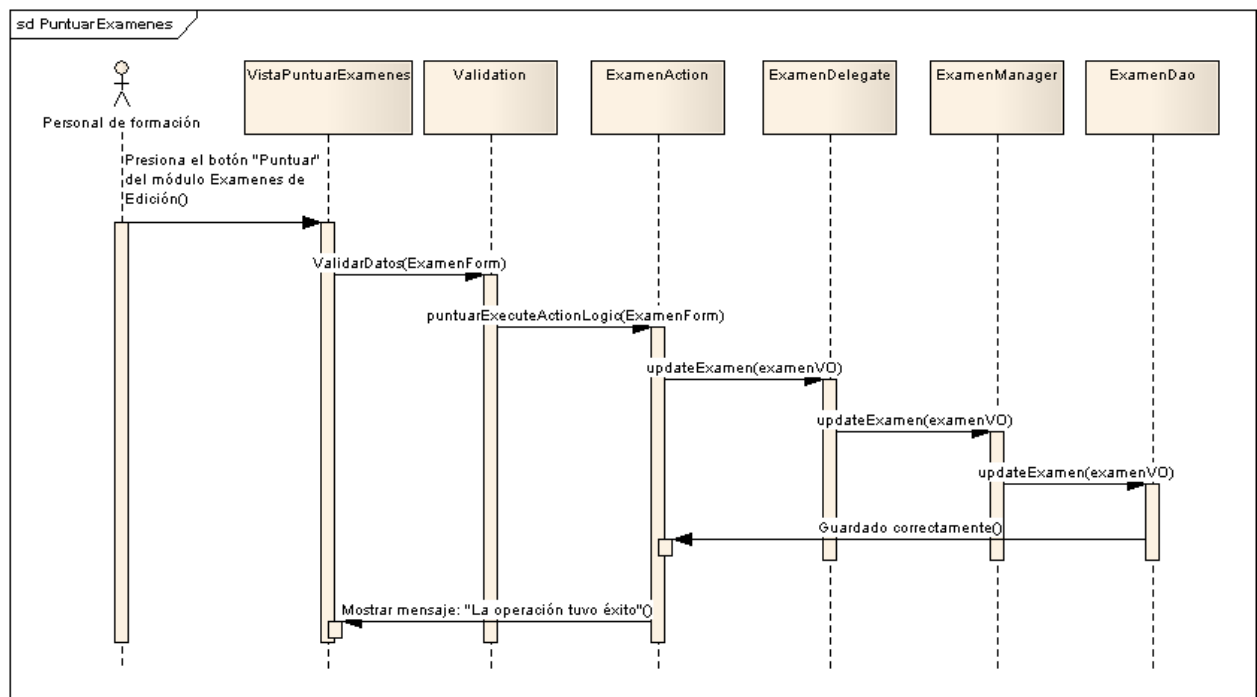 sd PuntuarExamenes
VistaPuntuarExamenes
Validation
ExamenAction
ExamenDelegate
ExamenManager
ExamenDao
Personal de formación
Presiona el botón "Puntuar"
del módulo Examenes de
Edición()
ValidarDatos(ExamenForm)
puntuarExecuteActionLogic(ExamenForm)
updateExamen(examenVO)
updateExamen(examenVO)
updateExamen(examenVO)
Guardado correctamente()
Mostrar mensaje: "La operación tuvo éxito"()